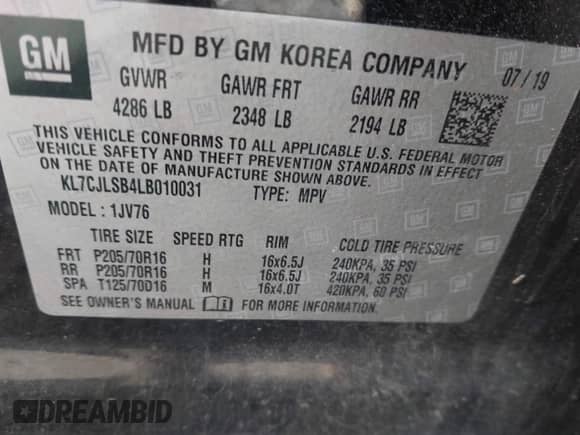 GM
MFD BY GM KOREA COMPANY
07/19
GVWR GAWR FRT GAWR RR
4286 LB 2348 LB 2194 LB
THIS VEHICLE CONFORMS TO ALL APPLICABLE U.S. FEDERAL MOTOR
VEHICLE SAFETY AND THEFT PREVENTION STANDARDS IN EFFECT
ON THE DATE OF MANUFACTURE SHOWN ABOVE.
KL7CJLSB4LB010031 TYPE: MPV
MODEL : 1JV76
TIRE SIZE SPEED RTG RIM COLD TIRE PRESSURE
FRT P205/70R16 H 16x6.5J 240KPA, 35 PSI
RR P205/70R16 H 16x6.5J 240KPA, 35 PSI
SPA T125/70D16 M 16x4.0T 420KPA, 60 PSI
SEE OWNER'S MANUAL FOR MORE INFORMATION.
DREAMBID